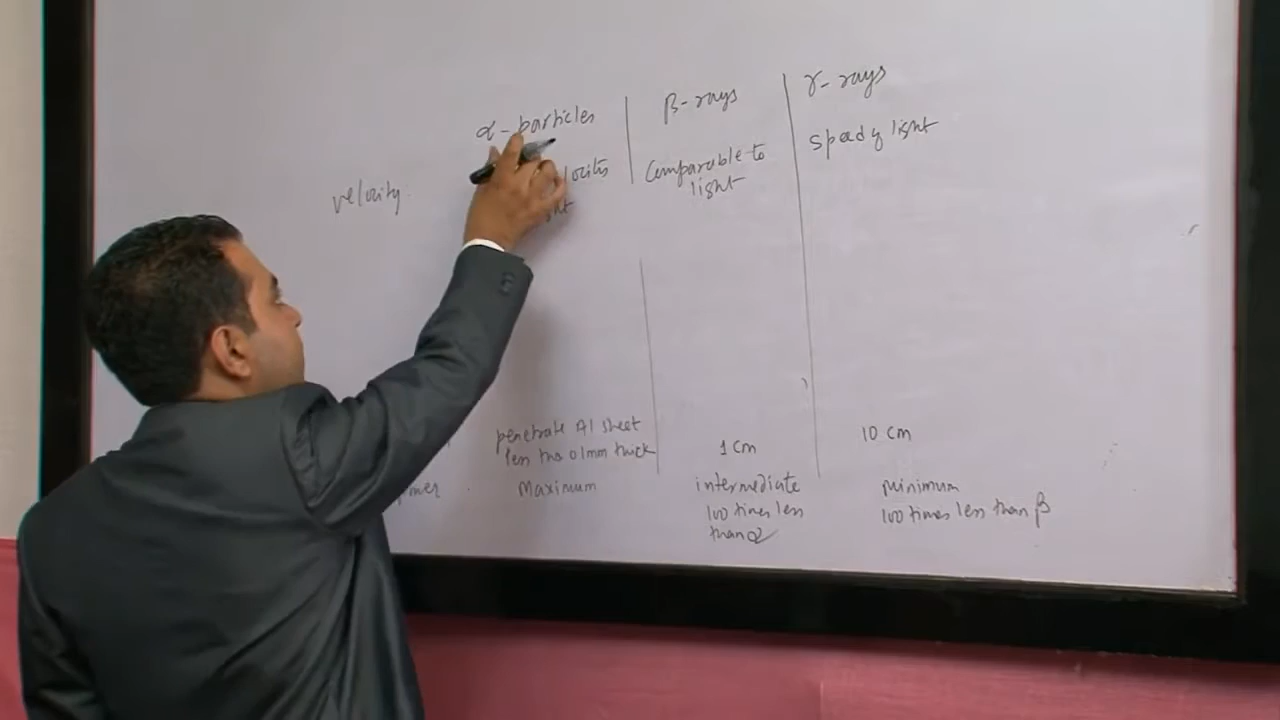 α - particles β - rays γ - rays
velocity. Comparable to light speed of light
penetrate Al sheet 1 cm 10 cm
less tha 0.1mm thick
Maximum intermediate minimum
100 times less 100 times less than β
than α